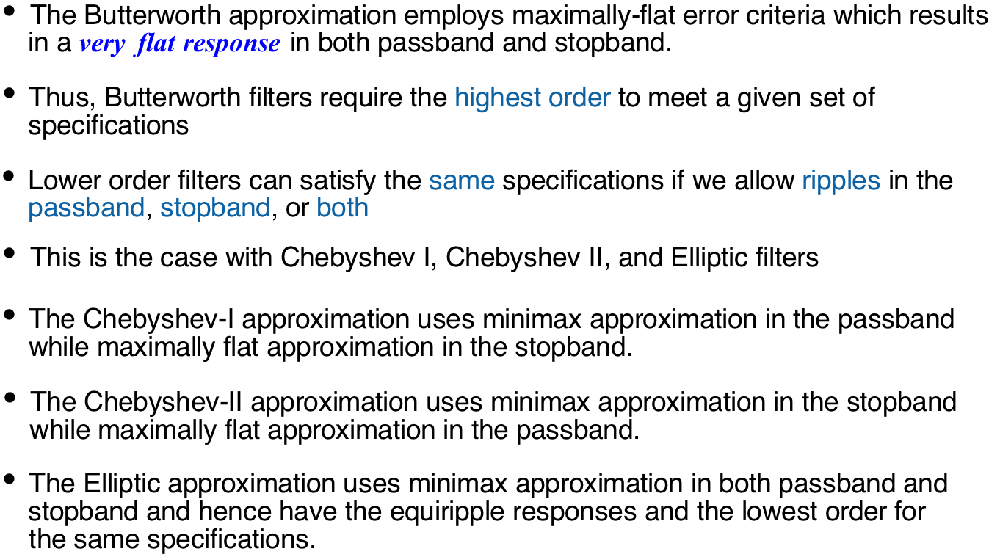 • The Butterworth approximation employs maximally-flat error criteria which results
in a very flat response in both passband and stopband.
• Thus, Butterworth filters require the highest order to meet a given set of
specifications
• Lower order filters can satisfy the same specifications if we allow ripples in the
passband, stopband, or both
• This is the case with Chebyshev I, Chebyshev II, and Elliptic filters
• The Chebyshev-I approximation uses minimax approximation in the passband
while maximally flat approximation in the stopband.
• The Chebyshev-II approximation uses minimax approximation in the stopband
while maximally flat approximation in the passband.
• The Elliptic approximation uses minimax approximation in both passband and
stopband and hence have the equiripple responses and the lowest order for
the same specifications.